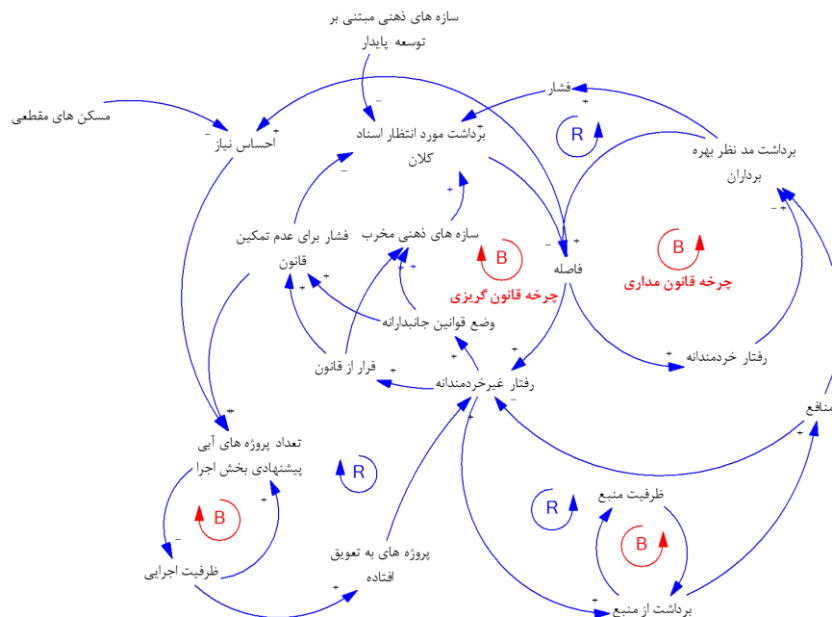 سازه های ذهنی مبتنی بر
توسعه پایدار
فشار
مسکن های مقطعی
احساس نیاز
برداشت مورد انتظار اسناد
کلان
R
برداشت مد نظر بهره
برداران
فشار برای عدم تمکین
قانون
سازه های ذهنی مخرب
B
چرخه قانون گریزی
فاصله
B
چرخه قانون مداری
وضع قوانین جانبدارانه
رفتار خردمندانه
فرار از قانون
رفتار غیرخردمندانه
منافع
تعداد پروژه های آبی
پیشنهادی بخش اجرا
R
B
ظرفیت منبع
R
B
پروژه های به تعویق
افتاده
ظرفیت اجرایی
برداشت از منبع